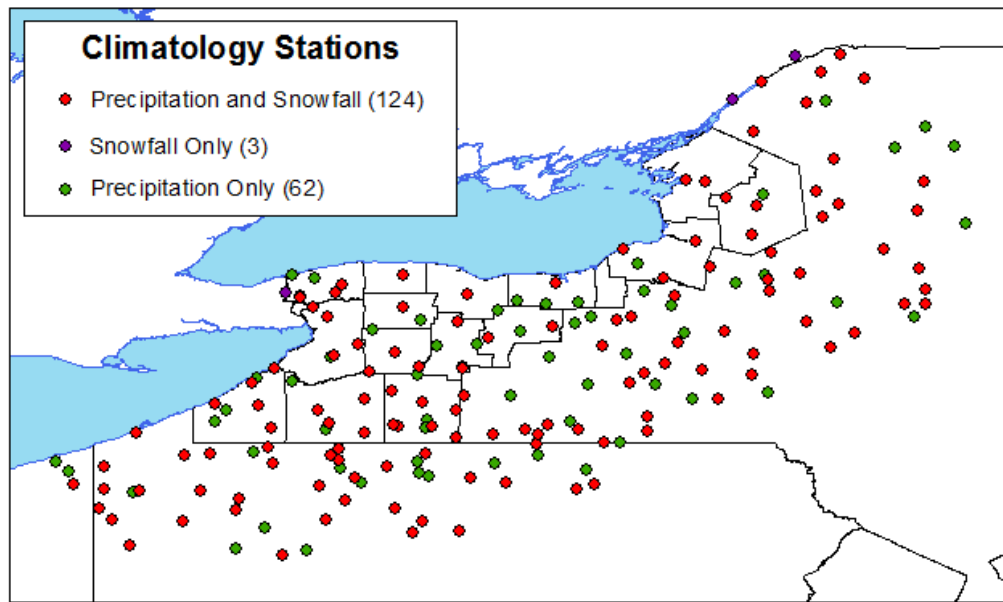 Climatology Stations
Precipitation and Snowfall (124)
Snowfall Only (3)
Precipitation Only (62)